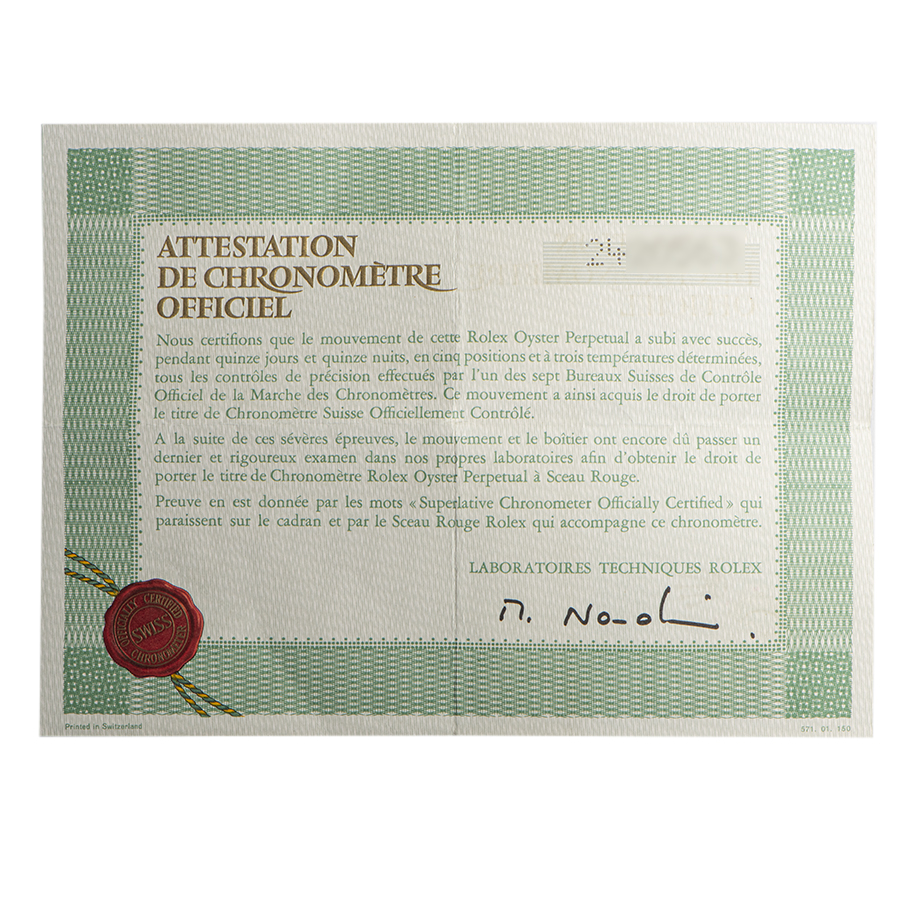 ATTESTATION
DE CHRONOMÈTRE
OFFICIEL
24
Nous certifions que le mouvement de cette Rolex Oyster Perpetual a subi avec succès,
pendant quinze jours et quinze nuits, en cinq positions et à trois températures déterminées,
tous les contrôles de précision effectués par l'un des sept Bureaux Suisses de Contrôle
Officiel de la Marche des Chronomètres. Ce mouvement a ainsi acquis le droit de porter
le titre de Chronomètre Suisse Officiellement Contrôlé.
A la suite de ces sévères épreuves, le mouvement et le boîtier ont encore dû passer un
dernier et rigoureux examen dans nos propres laboratoires afin d'obtenir le droit de
porter le titre de Chronomètre Rolex Oyster Perpetual à Sceau Rouge.
Preuve en est donnée par les mots « Superlative Chronometer Officially Certified » qui
paraissent sur le cadran et par le Sceau Rouge Rolex qui accompagne ce chronomètre.
LABORATOIRES TECHNIQUES ROLEX
OFFICIALLY CERTIFIED
SWISS
CHRONOMETER
Printed in Switzerland
571. 01. 150